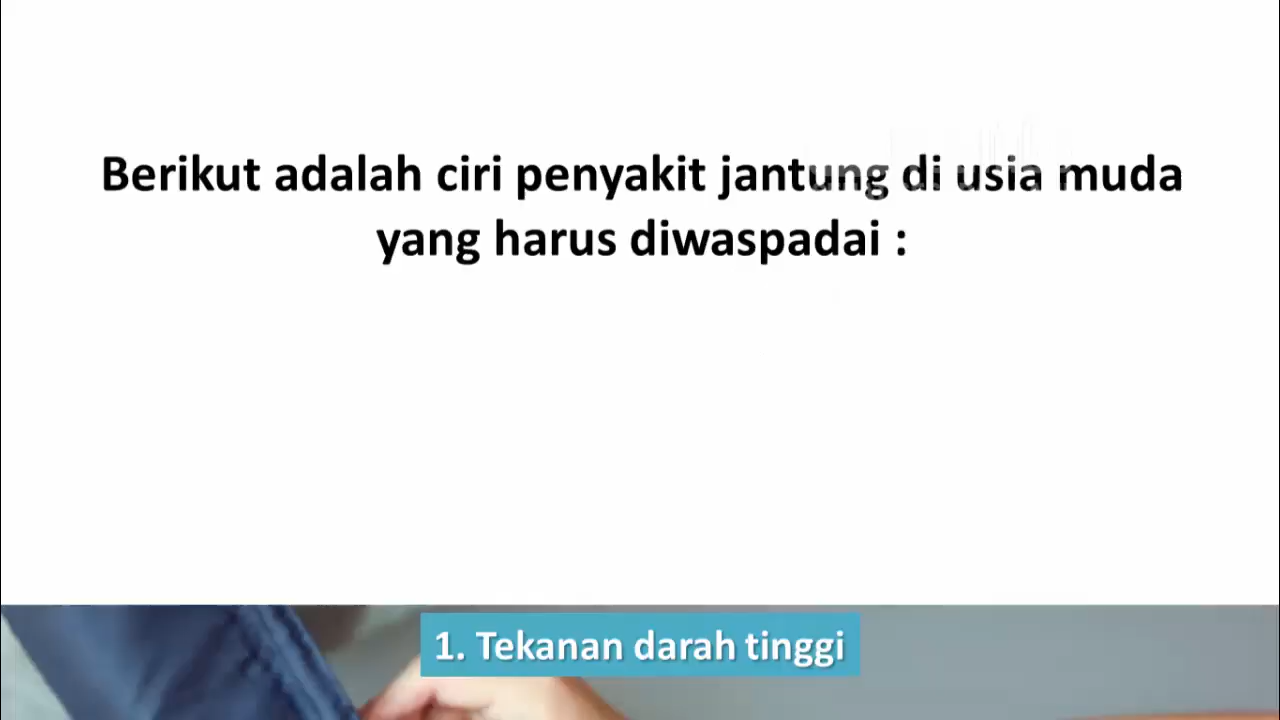 Berikut adalah ciri penyakit jantung di usia muda
yang harus diwaspadai :
1. Tekanan darah tinggi